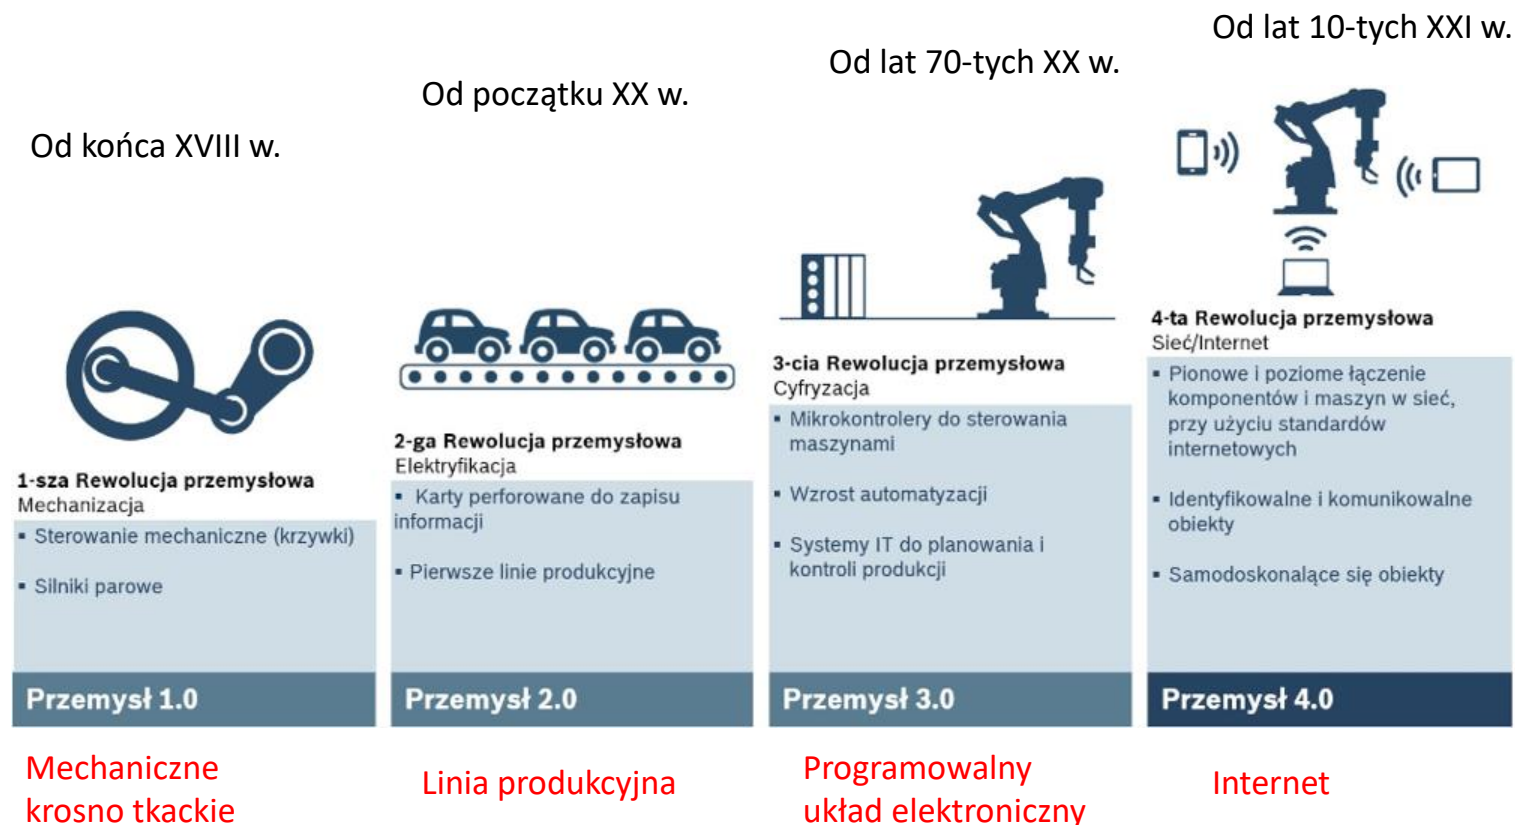 Od końca XVIII w.
1-sza Rewolucja przemysłowa
Mechanizacja
▪ Sterowanie mechaniczne (krzywki)
▪ Silniki parowe
Przemysł 1.0
Mechaniczne
krosno tkackie
Od początku XX w.
2-ga Rewolucja przemysłowa
Elektryfikacja
▪ Karty perforowane do zapisu
informacji
▪ Pierwsze linie produkcyjne
Przemysł 2.0
Linia produkcyjna
Od lat 70-tych XX w.
3-cia Rewolucja przemysłowa
Cyfryzacja
▪ Mikrokontrolery do sterowania
maszynami
▪ Wzrost automatyzacji
▪ Systemy IT do planowania i
kontroli produkcji
Przemysł 3.0
Programowalny
układ elektroniczny
Od lat 10-tych XXI w.
4-ta Rewolucja przemysłowa
Sieć/Internet
▪ Pionowe i poziome łączenie
komponentów i maszyn w sieć,
przy użyciu standardów
internetowych
▪ Identyfikowalne i komunikowalne
obiekty
▪ Samodoskonalące się obiekty
Przemysł 4.0
Internet